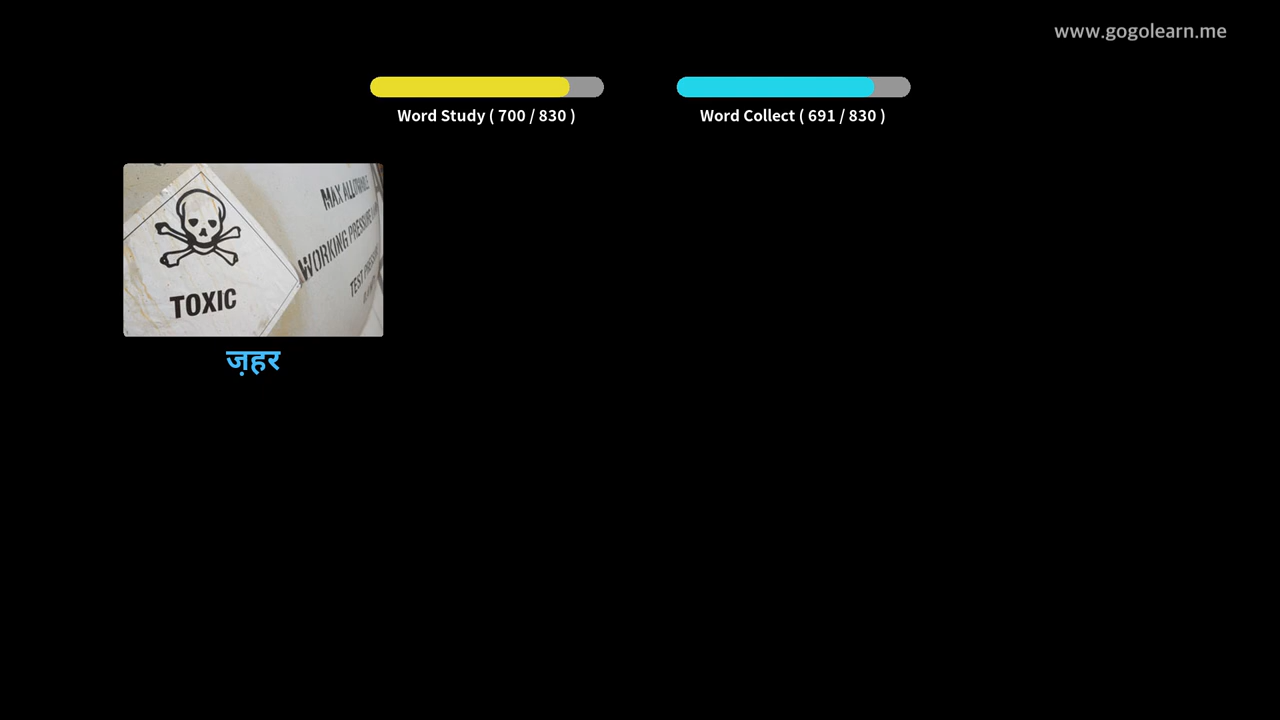 www.gogolearn.me
Word Study ( 700 / 830 )
Word Collect ( 691 / 830 )
MAX ALLOWABLE
WORKING PRESSURE
TEST
TOXIC
ज़हर